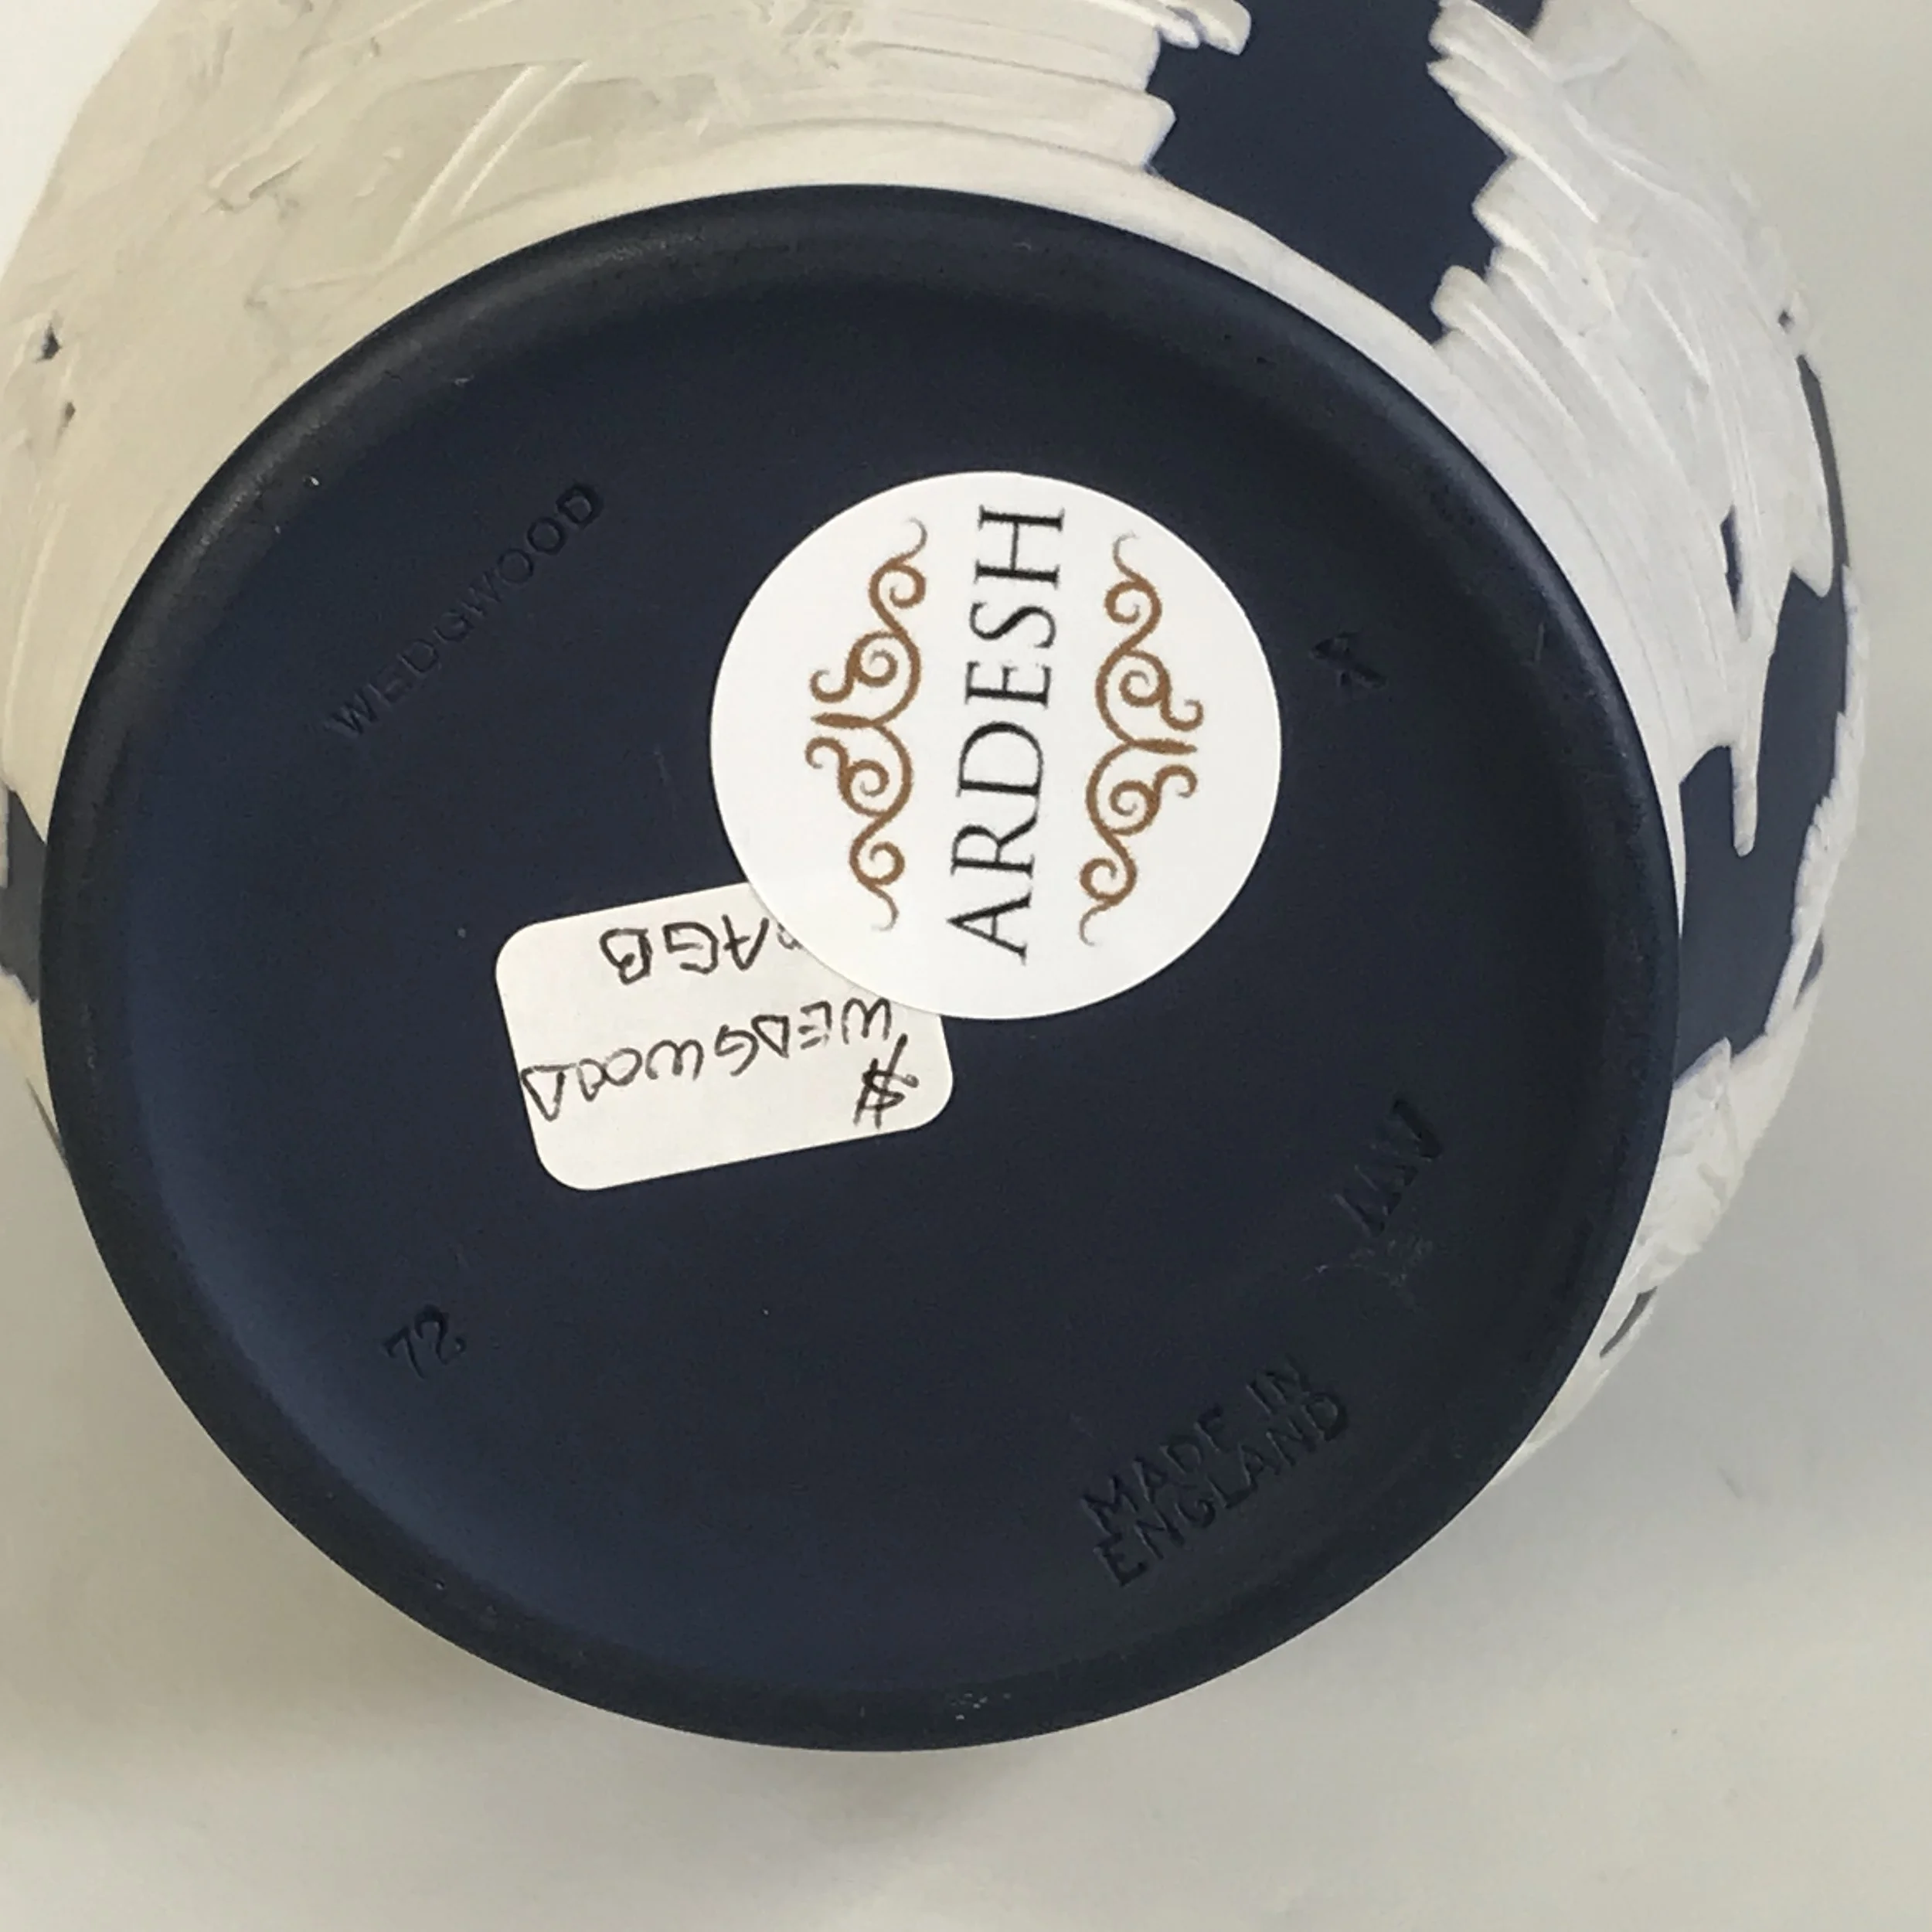 WEDGWOOD
ARDESH
$
WEDGWOOD
72
MADE IN
ENGLAND